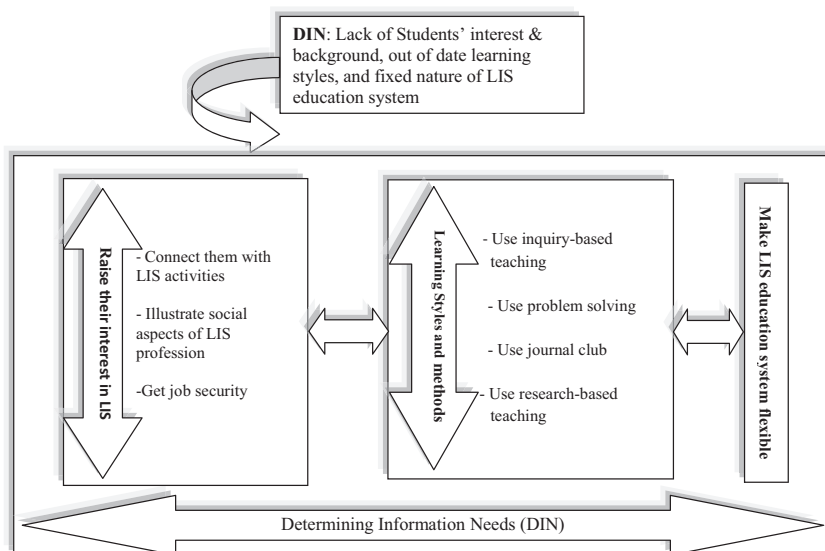 DIN: Lack of Students' interest &
background, out of date learning
styles, and fixed nature of LIS
education system
Raise their interest in LIS
- Connect them with
LIS activities
- Illustrate social
aspects of LIS
profession
-Get job security
Learning Styles and methods
- Use inquiry-based
teaching
- Use problem solving
- Use journal club
- Use research-based
teaching
Make LIS education system flexible
Determining Information Needs (DIN)